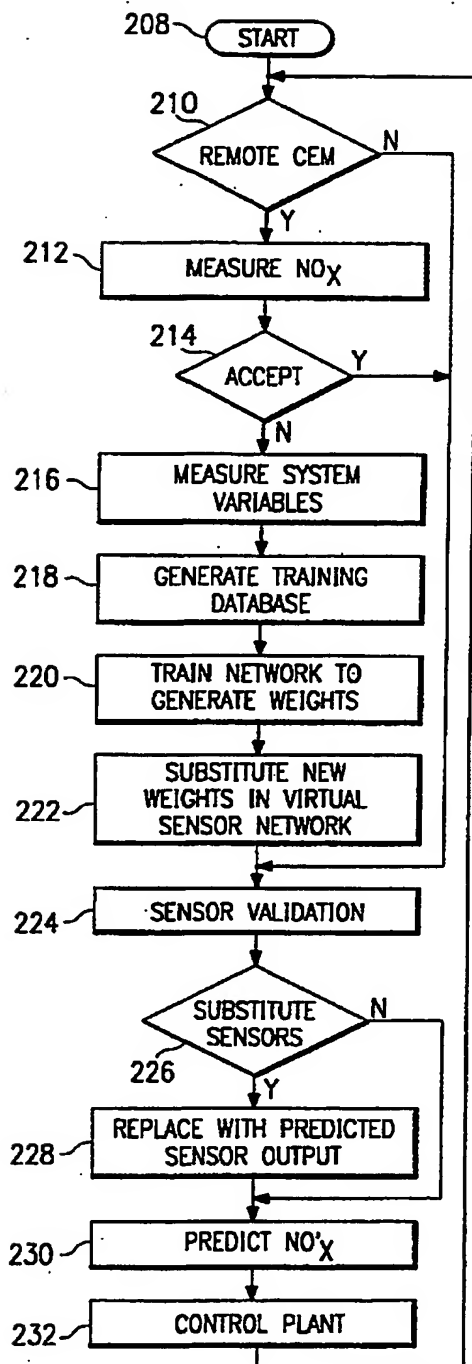 208
START
210
REMOTE CEM
N
Y
212
MEASURE NOX
214
Y
ACCEPT
N
216
MEASURE SYSTEM
VARIABLES
218
GENERATE TRAINING
DATABASE
220
TRAIN NETWORK TO
GENERATE WEIGHTS
222
SUBSTITUTE NEW
WEIGHTS IN VIRTUAL
SENSOR NETWORK
224
SENSOR VALIDATION
N
SUBSTITUTE
SENSORS
226
Y
228
REPLACE WITH PREDICTED
SENSOR OUTPUT
230
PREDICT NO'X
232
CONTROL PLANT